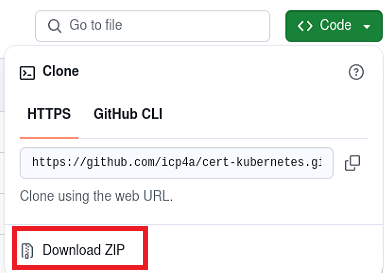 Go to file
<> Code
Clone
HTTPS GitHub CLI
https://github.com/icp4a/cert-kubernetes.gi
Clone using the web URL.
Download ZIP